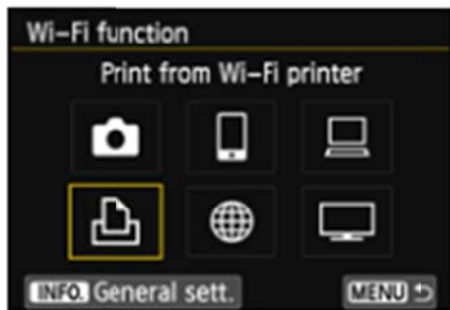 Wi-Fi function
Print from Wi-Fi printer
INFO. General sett. MENU